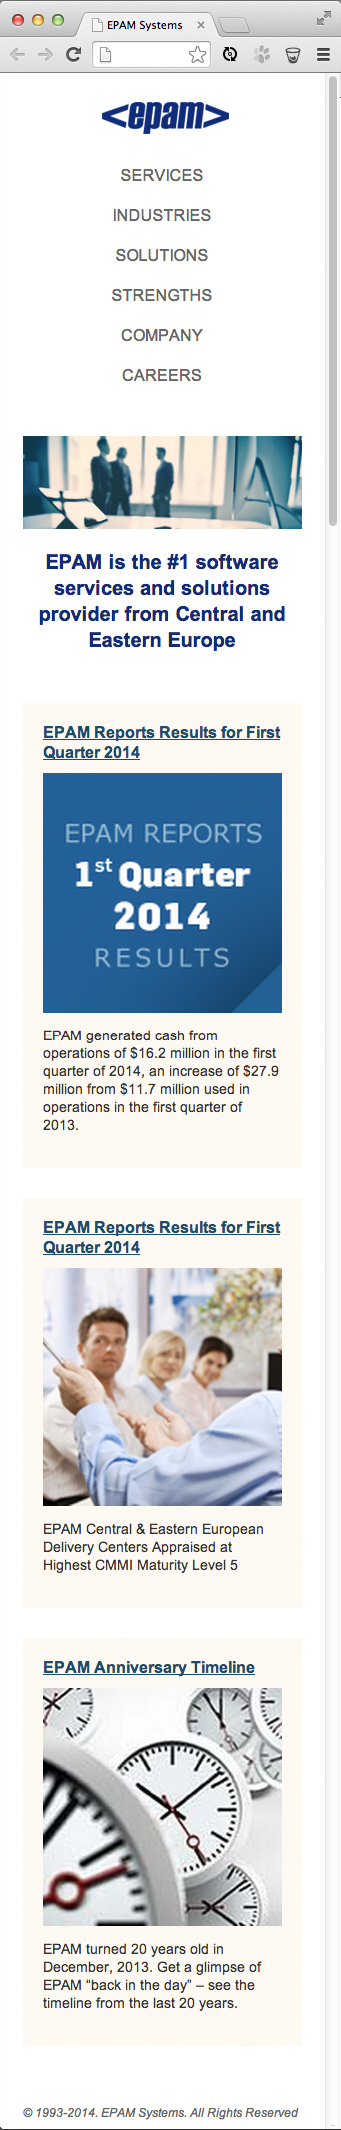 EPAM Systems
<epam>
SERVICES
INDUSTRIES
SOLUTIONS
STRENGTHS
COMPANY
CAREERS
EPAM is the #1 software
services and solutions
provider from Central and
Eastern Europe
EPAM Reports Results for First
Quarter 2014
EPAM REPORTS
1st Quarter
2014
RESULTS
EPAM generated cash from
operations of $16.2 million in the first
quarter of 2014, an increase of $27.9
million from $11.7 million used in
operations in the first quarter of
2013.
EPAM Reports Results for First
Quarter 2014
EPAM Central & Eastern European
Delivery Centers Appraised at
Highest CMMI Maturity Level 5
EPAM Anniversary Timeline
EPAM turned 20 years old in
December, 2013. Get a glimpse of
EPAM “back in the day” – see the
timeline from the last 20 years.
© 1993-2014. EPAM Systems. All Rights Reserved